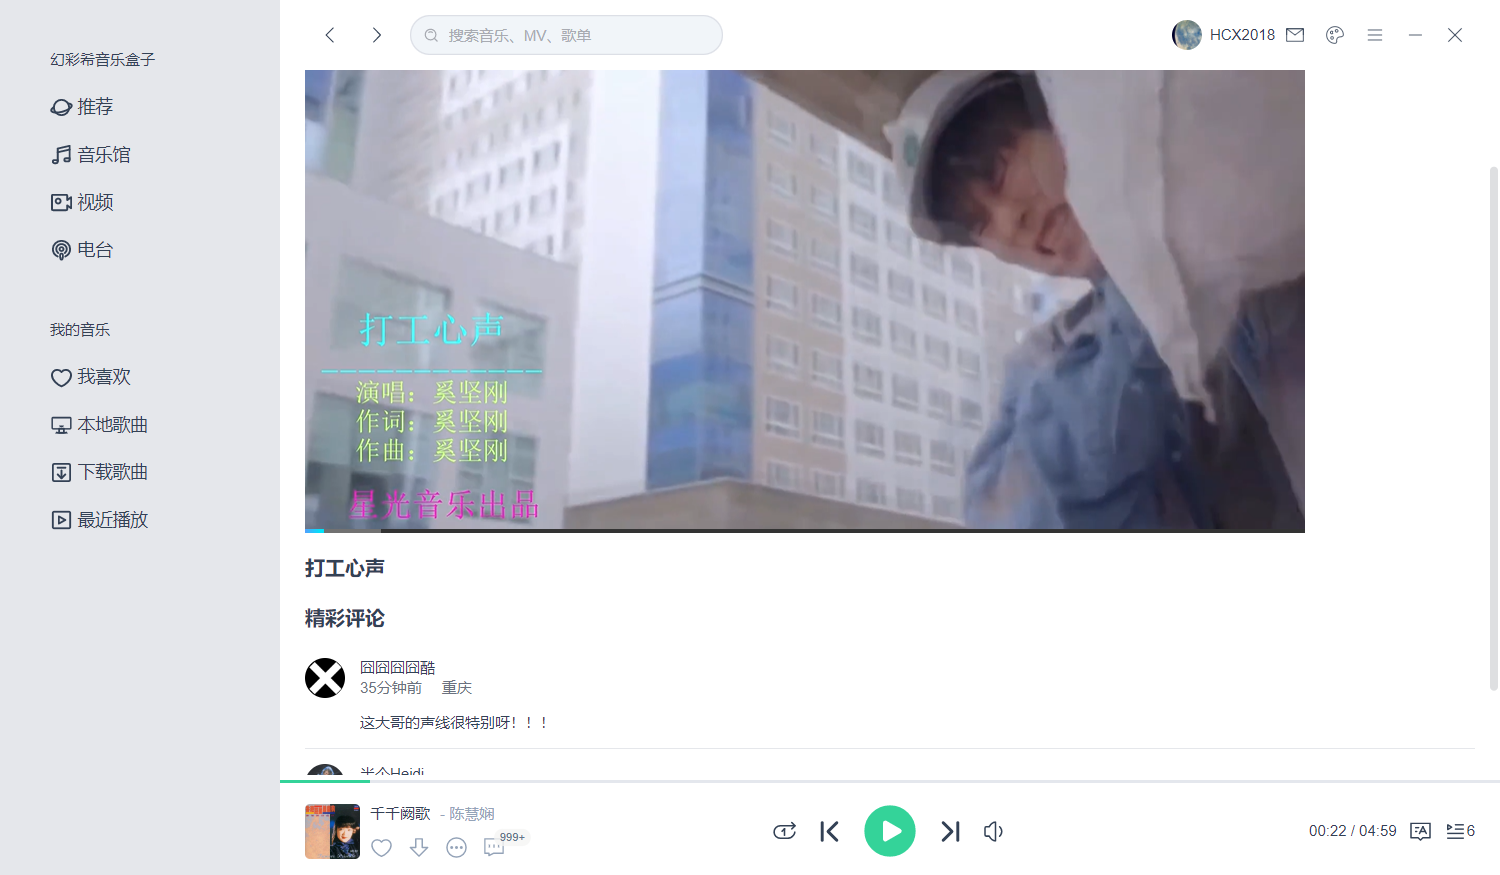 幻彩希音乐盒子
推荐
音乐馆
视频
电台
我的音乐
我喜欢
本地歌曲
下载歌曲
最近播放
搜索音乐、MV、歌单
HCX2018
打工心声
演唱：奚坚刚
作词：奚坚刚
作曲：奚坚刚
星光音乐出品
打工心声
精彩评论
囧囧囧囧酷
35分钟前 重庆
这大哥的声线很特别呀！！！
半个Heidi
千千阙歌 - 陈慧娴
999+
00:22 / 04:59
6